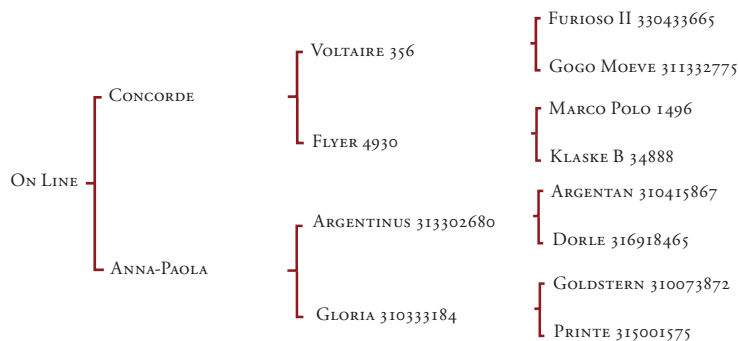 Furioso II 330433665
Voltaire 356
Gogo Moeve 311332775
Concorde
Marco Polo 1496
Flyer 4930
Klaske B 34888
On Line
Argentan 310415867
Argentinus 313302680
Dorle 316918465
Anna-Paola
Goldstern 310073872
Gloria 310333184
Printe 315001575